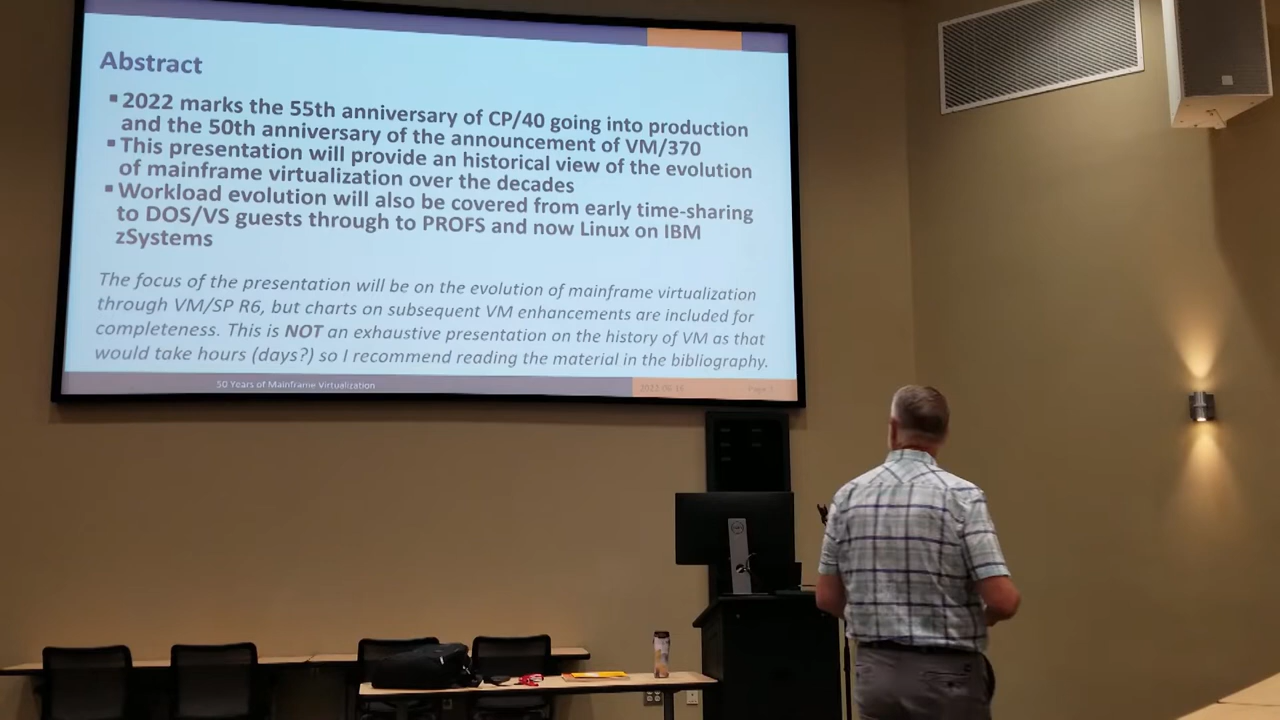 Abstract
▪2022 marks the 55th anniversary of CP/40 going into production
and the 50th anniversary of the announcement of VM/370
▪This presentation will provide an historical view of the evolution
of mainframe virtualization over the decades
▪Workload evolution will also be covered from early time-sharing
to DOS/VS guests through to PROFS and now Linux on IBM
zSystems
The focus of the presentation will be on the evolution of mainframe virtualization
through VM/SP R6, but charts on subsequent VM enhancements are included for
completeness. This is NOT an exhaustive presentation on the history of VM as that
would take hours (days?) so I recommend reading the material in the bibliography.
50 Years of Mainframe Virtualization
Page